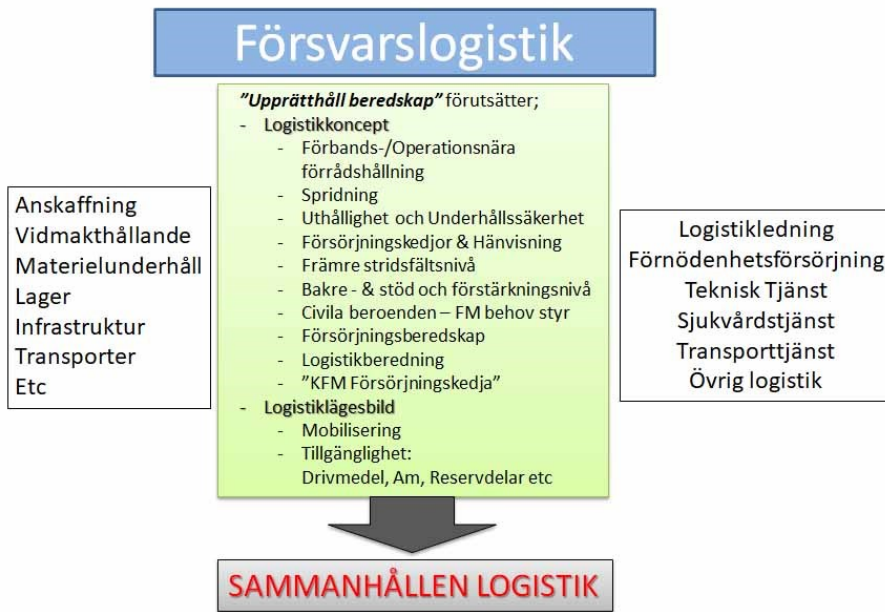 Försvarslogistik
"Upprätthåll beredskap" förutsätter;
- Logistikkoncept
- Förbands-/Operationsnära
förrådshållning
- Spridning
- Uthållighet och Underhållssäkerhet
- Försörjningskedjor & Hänvisning
- Främre stridsfältsnivå
- Bakre - & stöd och förstärkningsnivå
- Civila beroenden – FM behov styr
- Försörjningsberedskap
- Logistikberedning
- "KFM Försörjningskedja"
- Logistiklägesbild
- Mobilisering
- Tillgänglighet:
Drivmedel, Am, Reservdelar etc
Anskaffning
Vidmakthållande
Materielunderhåll
Lager
Infrastruktur
Transporter
Etc
Logistikledning
Förnödenhetsförsörjning
Teknisk Tjänst
Sjukvårdstjänst
Transporttjänst
Övrig logistik
SAMMANHÅLLEN LOGISTIK